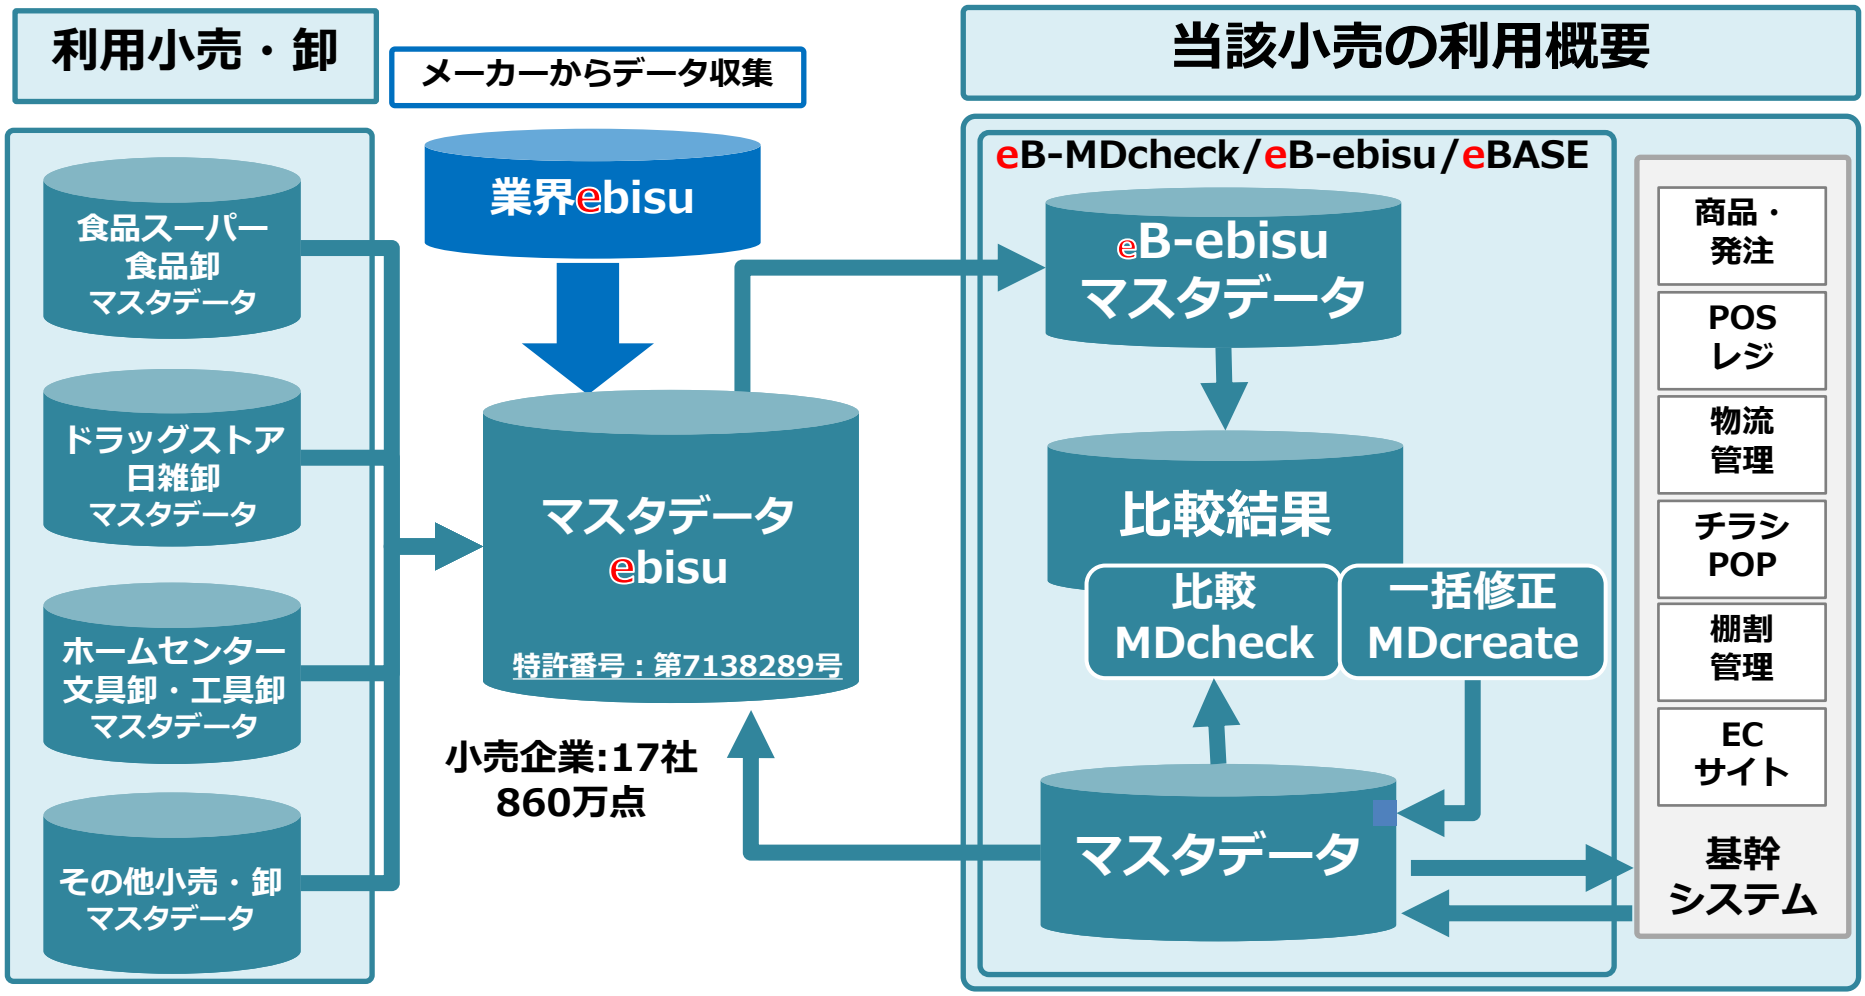 利用小売・卸
メーカーからデータ収集
当該小売の利用概要
食品スーパー
食品卸
マスタデータ
ドラッグストア
日雑卸
マスタデータ
ホームセンター
文具卸・工具卸
マスタデータ
その他小売・卸
マスタデータ
業界ebisu
マスタデータ
ebisu
特許番号：第7138289号
小売企業:17社
860万点
eB-MDcheck/eB-ebisu/eBASE
eB-ebisu
マスタデータ
比較結果
比較
MDcheck
一括修正
MDcreate
マスタデータ
商品・
発注
POS
レジ
物流
管理
チラシ
POP
棚割
管理
EC
サイト
基幹
システム